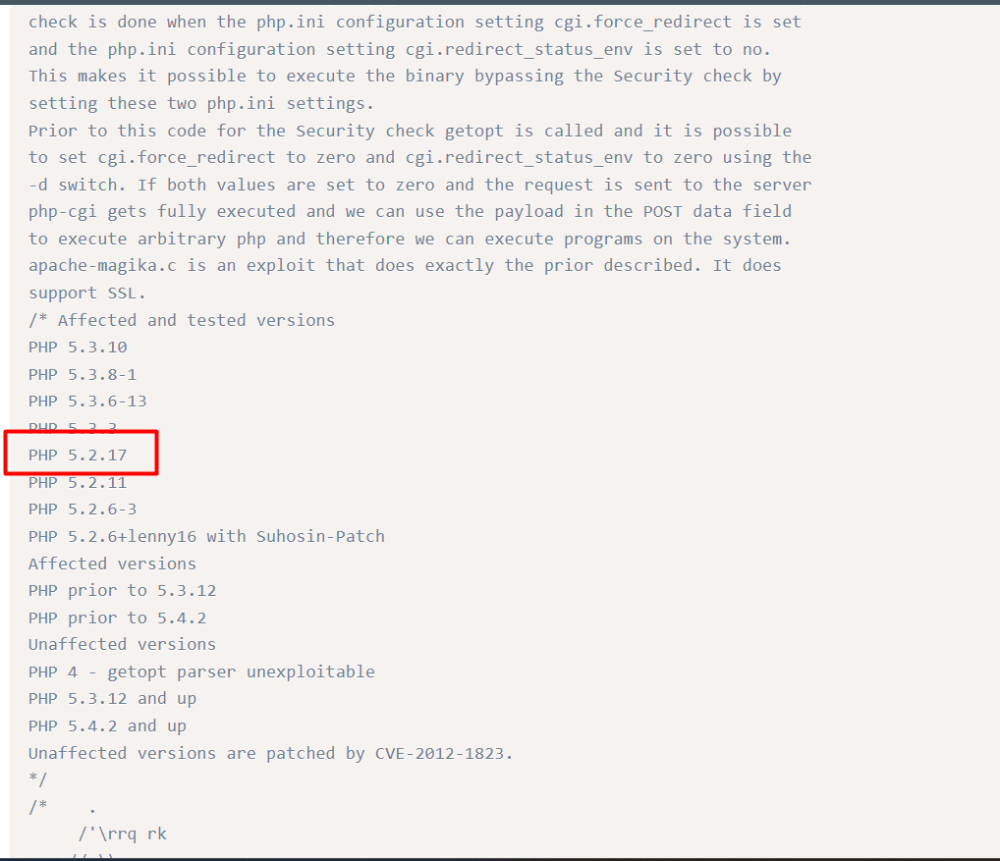 check is done when the php.ini configuration setting cgi.force_redirect is set
and the php.ini configuration setting cgi.redirect_status_env is set to no.
This makes it possible to execute the binary bypassing the Security check by
setting these two php.ini settings.
Prior to this code for the Security check getopt is called and it is possible
to set cgi.force_redirect to zero and cgi.redirect_status_env to zero using the
-d switch. If both values are set to zero and the request is sent to the server
php-cgi gets fully executed and we can use the payload in the POST data field
to execute arbitrary php and therefore we can execute programs on the system.
apache-magika.c is an exploit that does exactly the prior described. It does
support SSL.
/* Affected and tested versions
PHP 5.3.10
PHP 5.3.8-1
PHP 5.3.6-13
PHP 5.3.3
PHP 5.2.17
PHP 5.2.11
PHP 5.2.6-3
PHP 5.2.6+lenny16 with Suhosin-Patch
Affected versions
PHP prior to 5.3.12
PHP prior to 5.4.2
Unaffected versions
PHP 4 - getopt parser unexploitable
PHP 5.3.12 and up
PHP 5.4.2 and up
Unaffected versions are patched by CVE-2012-1823.
*/
/*    .
     /'\rrq rk